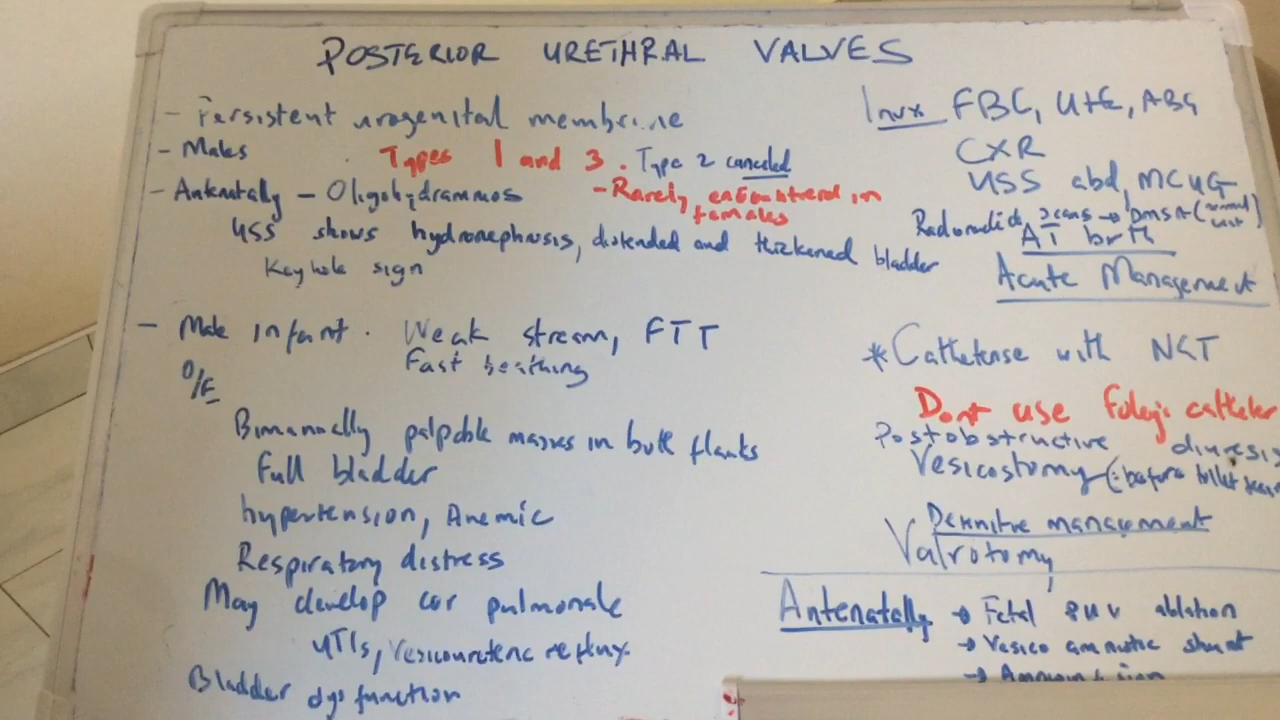 POSTERIOR URETHRAL VALVES
- Persistent urogenital membrane
- Males
Types 1 and 3. Type 2 canceled
- Rarely encountered in females
- Antenatally - Oligohydramnios
USS shows hydronephrosis, distended and thickened bladder
Keyhole sign
- Male infant. Weak stream, FTT
Fast breathing
O/E
Bimanually palpable masses in both flanks
Full bladder
hypertension, Anemic
Respiratory distress
May develop cor pulmonale
UTIs, Vesicoureteric reflux
Bladder dysfunction
Invx FBC, U+E, ABG
CXR
USS abd, MCUG
Radionuclide scans → DMSA
AT birth
Acute Management
* Catheterise with NGT
Dont use Foley's catheter
Postobstructive diuresis
Vesicostomy (before
Definitive management
Valvotomy
Antenatally → Fetal PUV ablation
→ Vesico amniotic shunt